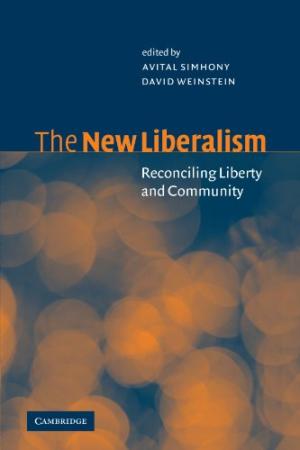 edited by
AVITAL SIMHONY
DAVID WEINSTEIN
The New Liberalism
Reconciling Liberty
and Community
CAMBRIDGE